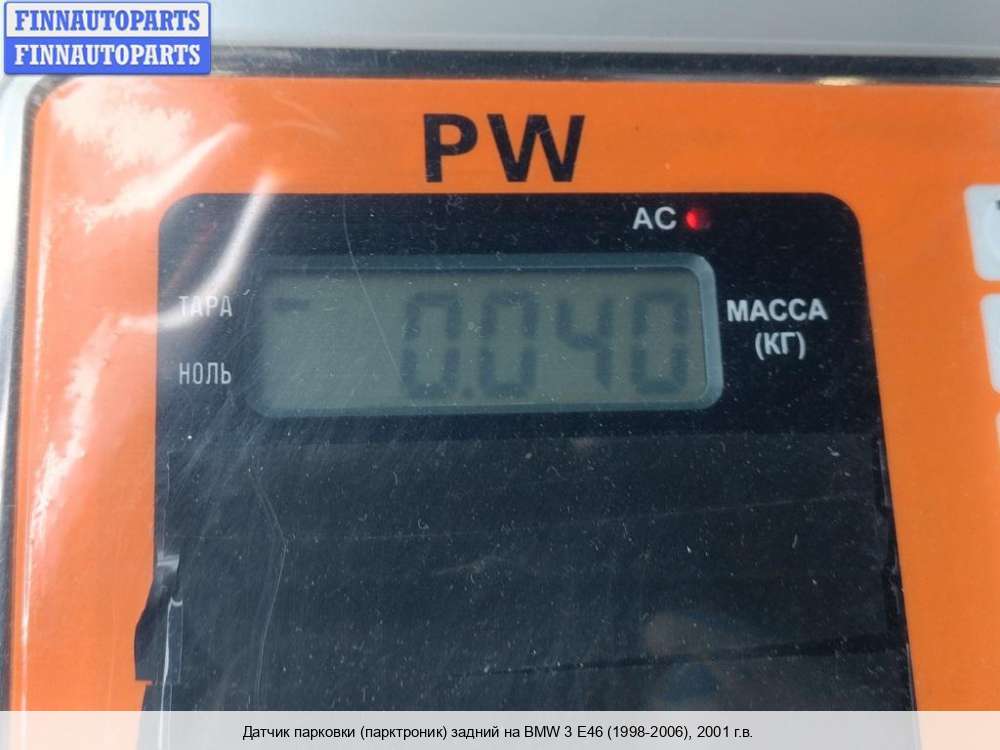 FINNAUTOPARTS
FINNAUTOPARTS
PW
AC
ТАРА
0.040
МАССА
(КГ)
НОЛЬ
Датчик парковки (парктроник) задний на BMW 3 E46 (1998-2006), 2001 г.в.